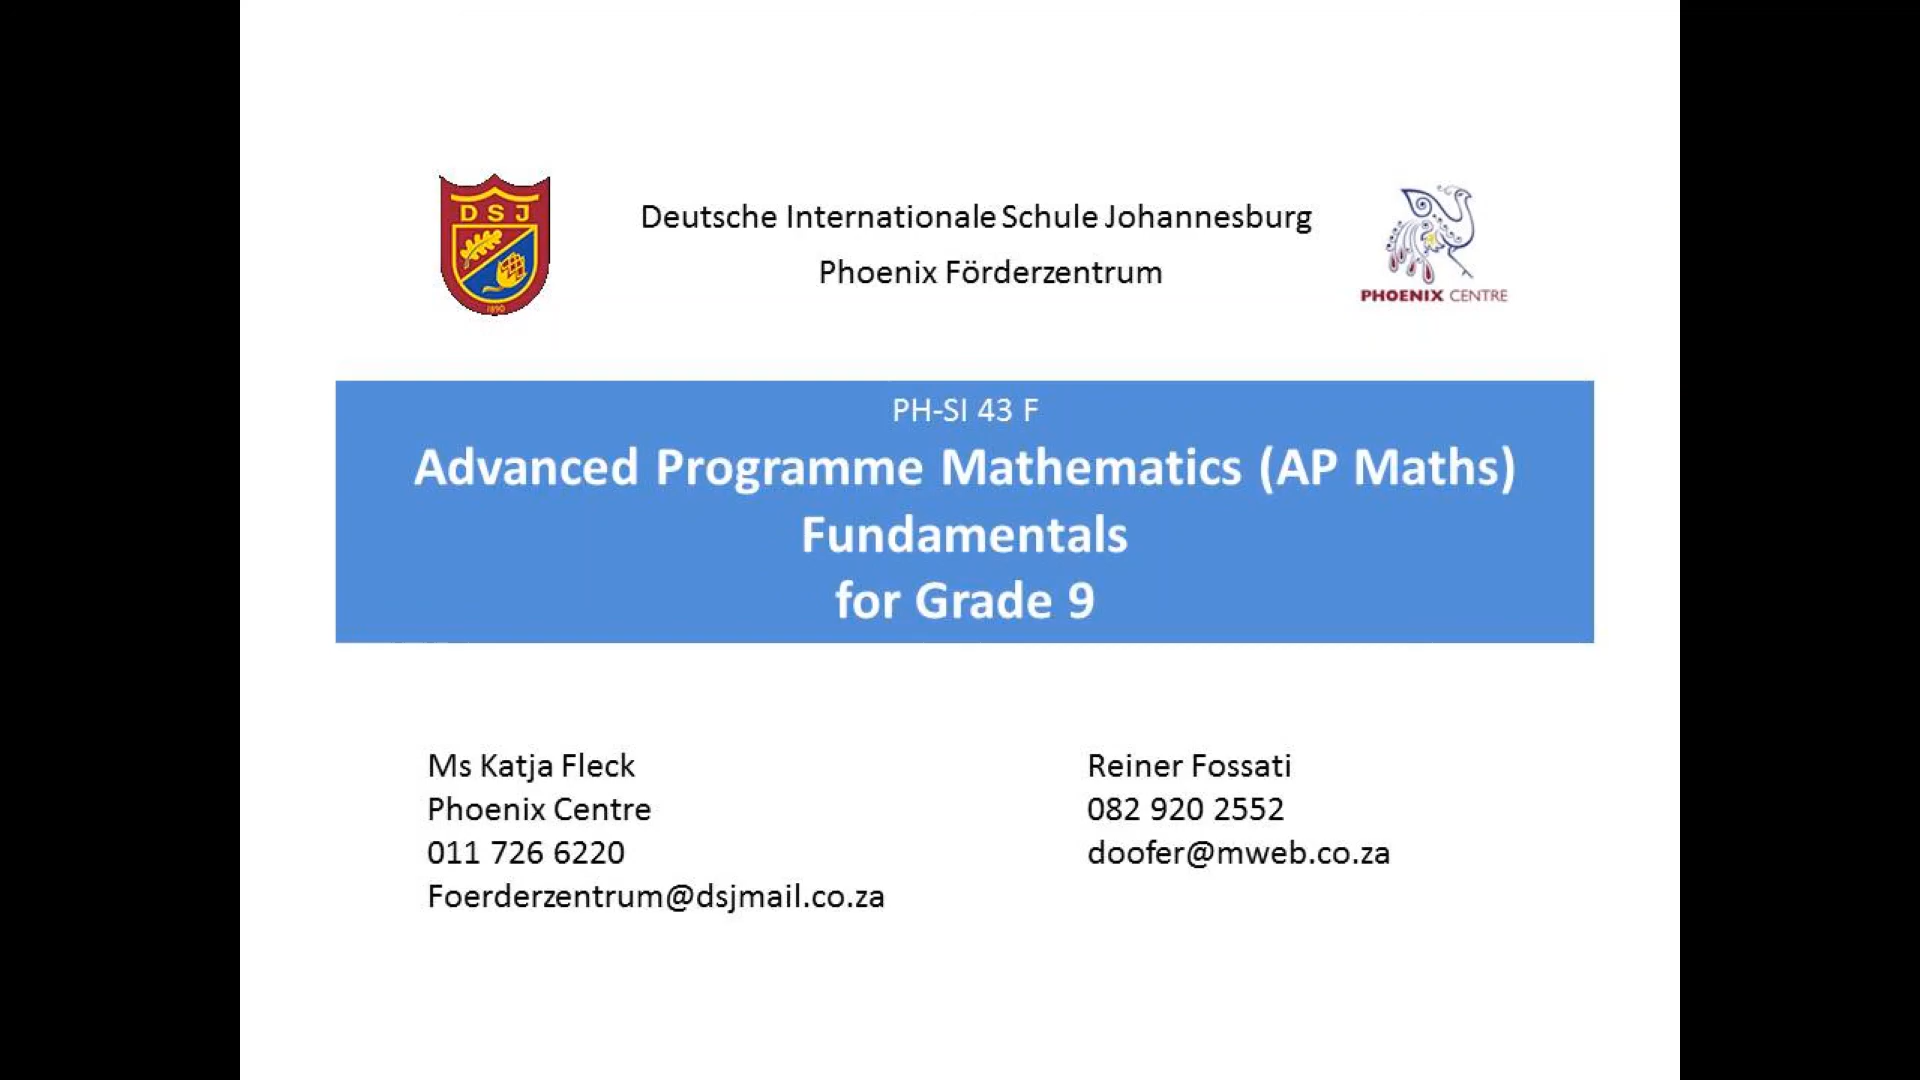 DSJ
1890
Deutsche Internationale Schule Johannesburg
Phoenix Förderzentrum
PHOENIX CENTRE
PH-SI 43 F
Advanced Programme Mathematics (AP Maths)
Fundamentals
for Grade 9
Ms Katja Fleck
Phoenix Centre
011 726 6220
Foerderzentrum@dsjmail.co.za
Reiner Fossati
082 920 2552
doofer@mweb.co.za